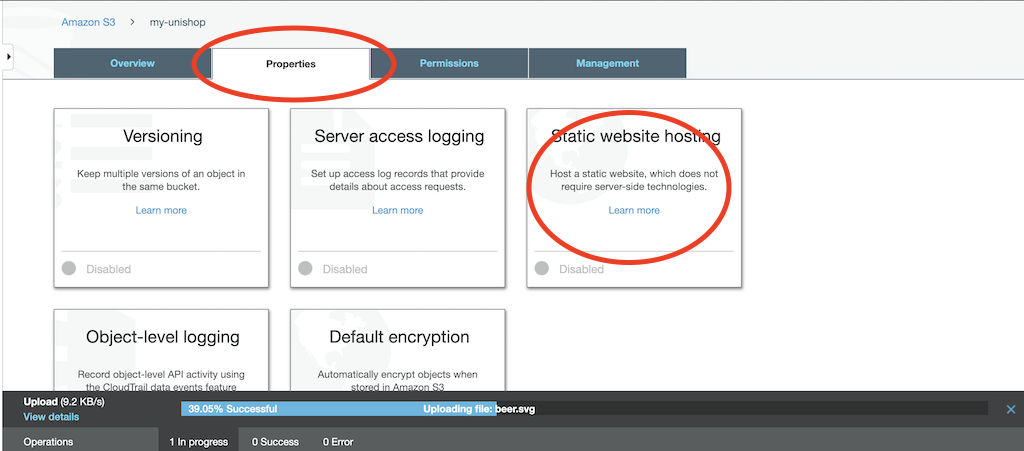 Amazon S3 > my-unishop
Overview Properties Permissions Management
Versioning
Keep multiple versions of an object in
the same bucket.
Learn more
Disabled
Server access logging
Set up access log records that provide
details about access requests.
Learn more
Disabled
Static website hosting
Host a static website, which does not
require server-side technologies.
Learn more
Disabled
Object-level logging
Record object-level API activity using
the CloudTrail data events feature
Default encryption
Automatically encrypt objects when
stored in Amazon S3
Upload (9.2 KB/s)
View details
39.05% Successful
Uploading file: beer.svg
Operations 1 In progress 0 Success 0 Error